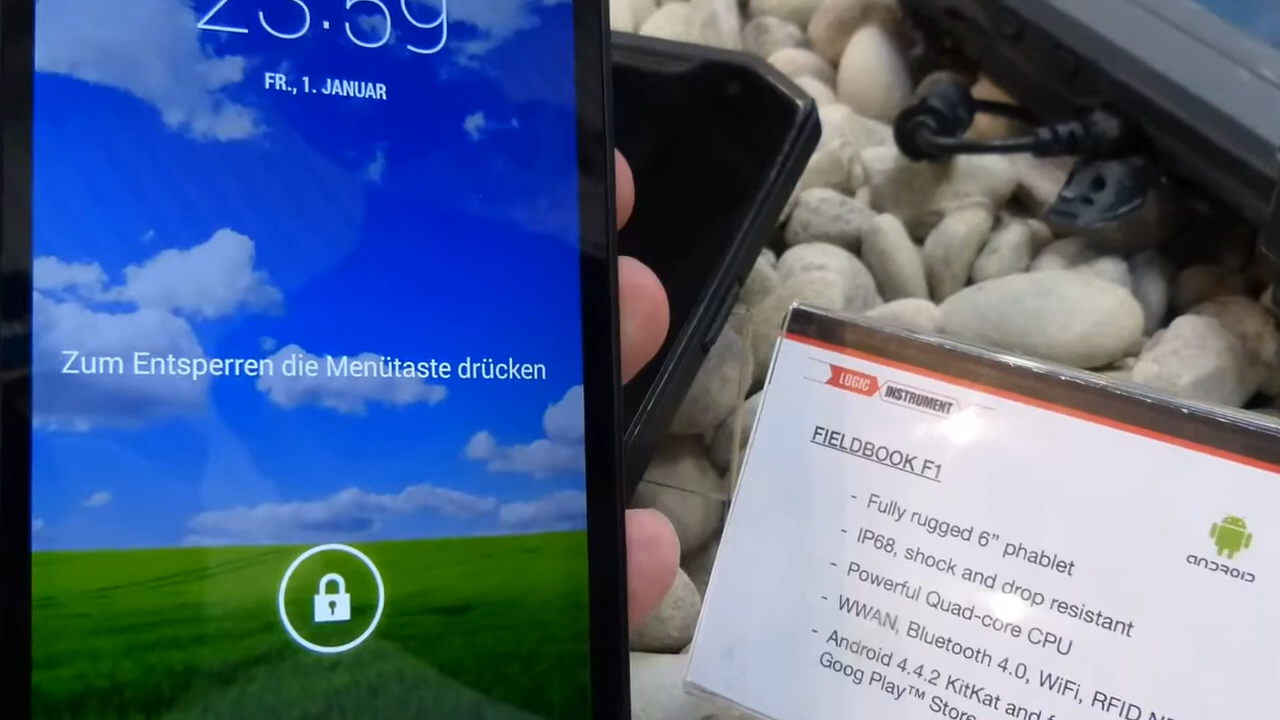 23:59
FR., 1. JANUAR
Zum Entsperren die Menütaste drücken
LOGIC INSTRUMENT
FIELDBOOK F1
- Fully rugged 6” phablet
- IP68, shock and drop resistant
- Powerful Quad-core CPU
- WWAN, Bluetooth 4.0, WiFi, RFID
- Android 4.4.2 KitKat and
Goog Play™ Store
ANDROID